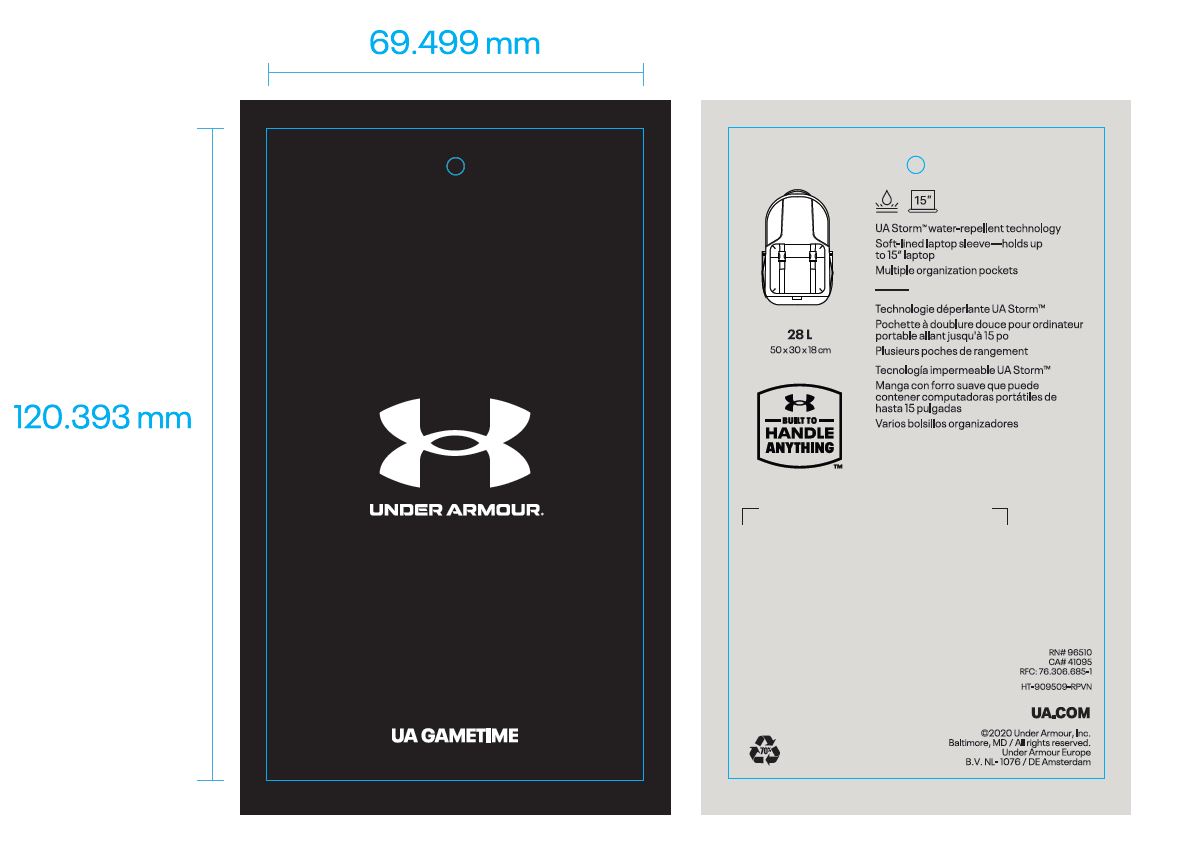 69.499 mm
120.393 mm
UNDER ARMOUR.
UA GAMETIME
15"
UA Storm™ water-repellent technology
Soft-lined laptop sleeve—holds up
to 15" laptop
Multiple organization pockets
Technologie déperlante UA Storm™
Pochette à doublure douce pour ordinateur
portable allant jusqu'à 15 po
Plusieurs poches de rangement
Tecnología impermeable UA Storm™
Manga con forro suave que puede
contener computadoras portátiles de
hasta 15 pulgadas
Varios bolsillos organizadores
28 L
50 x 30 x 18 cm
BUILT TO
HANDLE
ANYTHING
™
RN# 96510
CA# 41095
RFC: 76.306.685-1
HT-909509-RPVN
UA.COM
©2020 Under Armour, Inc.
Baltimore, MD / All rights reserved.
Under Armour Europe
B.V. NL- 1076 / DE Amsterdam
70%